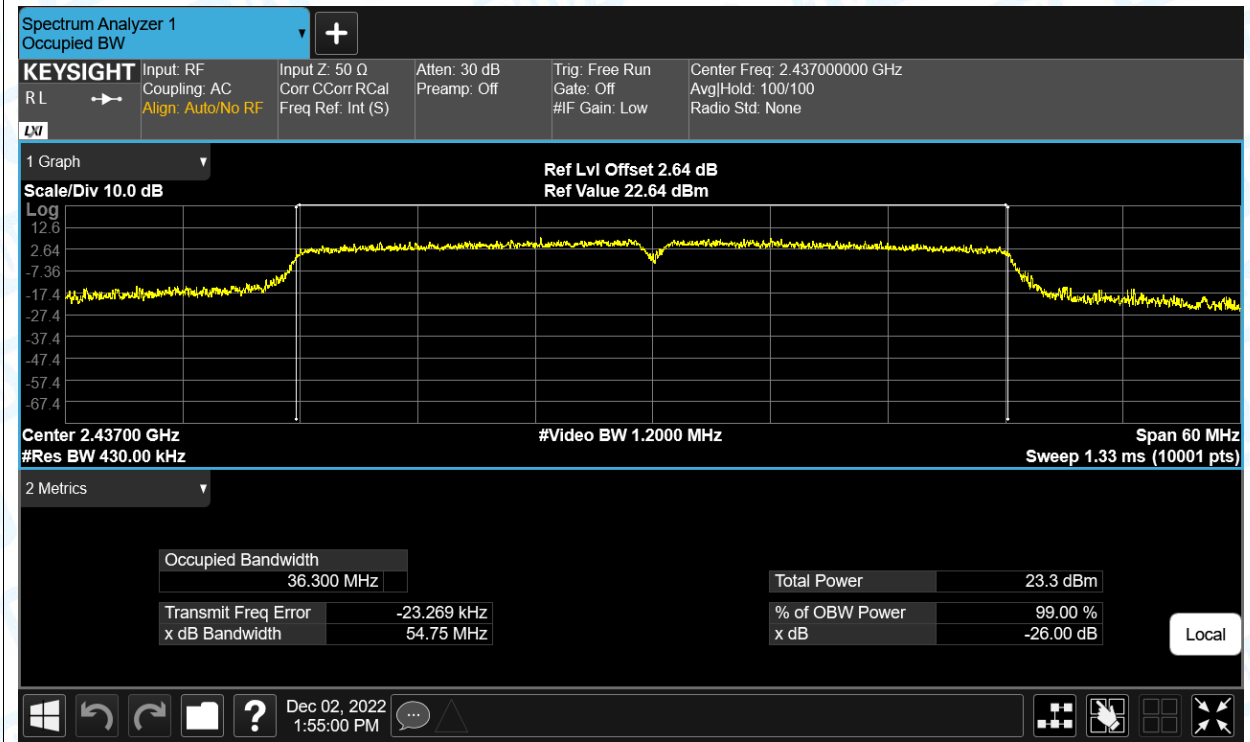 Spectrum Analyzer 1
Occupied BW
KEYSIGHT
R L
LXI
Input: RF
Coupling: AC
Align: Auto/No RF
Input Z: 50 Ω
Corr CCorr RCal
Freq Ref: Int (S)
Atten: 30 dB
Preamp: Off
Trig: Free Run
Gate: Off
#IF Gain: Low
Center Freq: 2.437000000 GHz
Avg|Hold: 100/100
Radio Std: None
1 Graph
Scale/Div 10.0 dB
Ref Lvl Offset 2.64 dB
Ref Value 22.64 dBm
Log
12.6
2.64
-7.36
-17.4
-27.4
-37.4
-47.4
-57.4
-67.4
Center 2.43700 GHz
#Video BW 1.2000 MHz
Span 60 MHz
#Res BW 430.00 kHz
Sweep 1.33 ms (10001 pts)
2 Metrics
Occupied Bandwidth
36.300 MHz
Total Power 23.3 dBm
Transmit Freq Error -23.269 kHz
% of OBW Power 99.00 %
x dB Bandwidth 54.75 MHz
x dB -26.00 dB
Local
?
Dec 02, 2022
1:55:00 PM